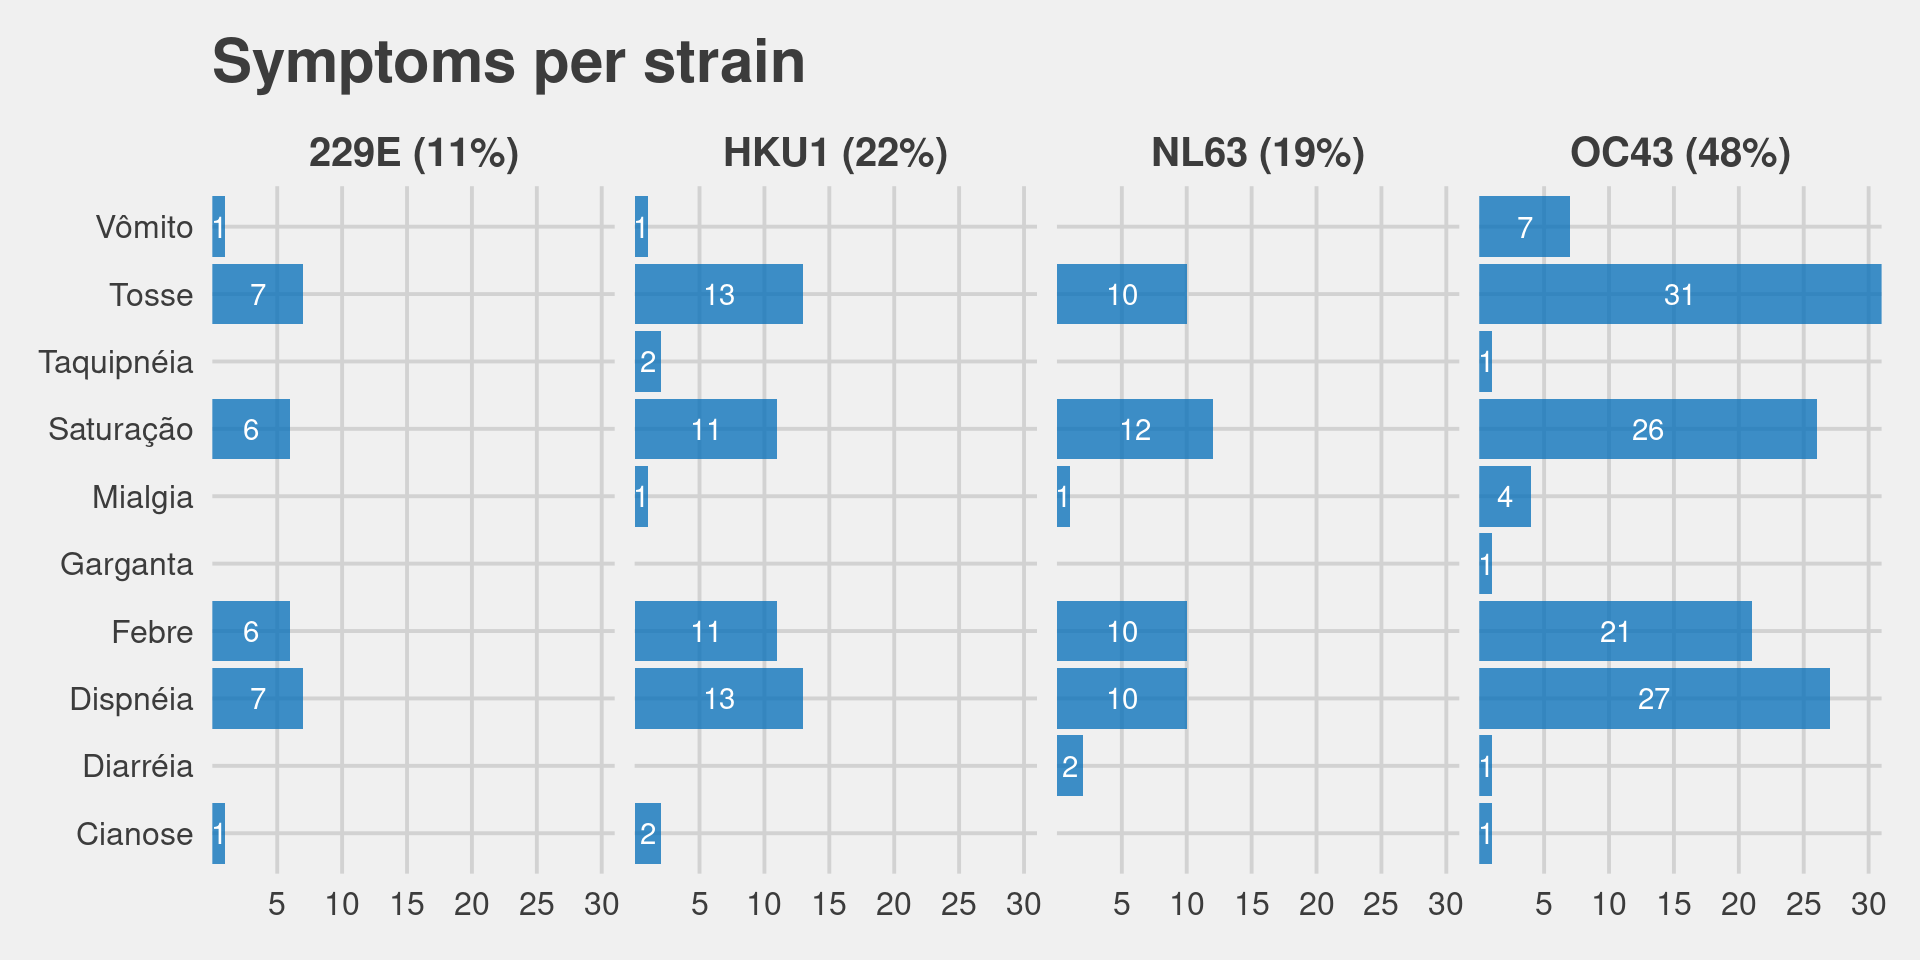 Symptoms per strain
229E (11%) HKU1 (22%) NL63 (19%) OC43 (48%)
Vômito 1 1 7
Tosse 7 13 10 31
Taquipnéia 2 1
Saturação 6 11 12 26
Mialgia 1 1 4
Garganta 1
Febre 6 11 10 21
Dispnéia 7 13 10 27
Diarréia 2 1
Cianose 1 2 1
5 10 15 20 25 30 5 10 15 20 25 30 5 10 15 20 25 30 5 10 15 20 25 30